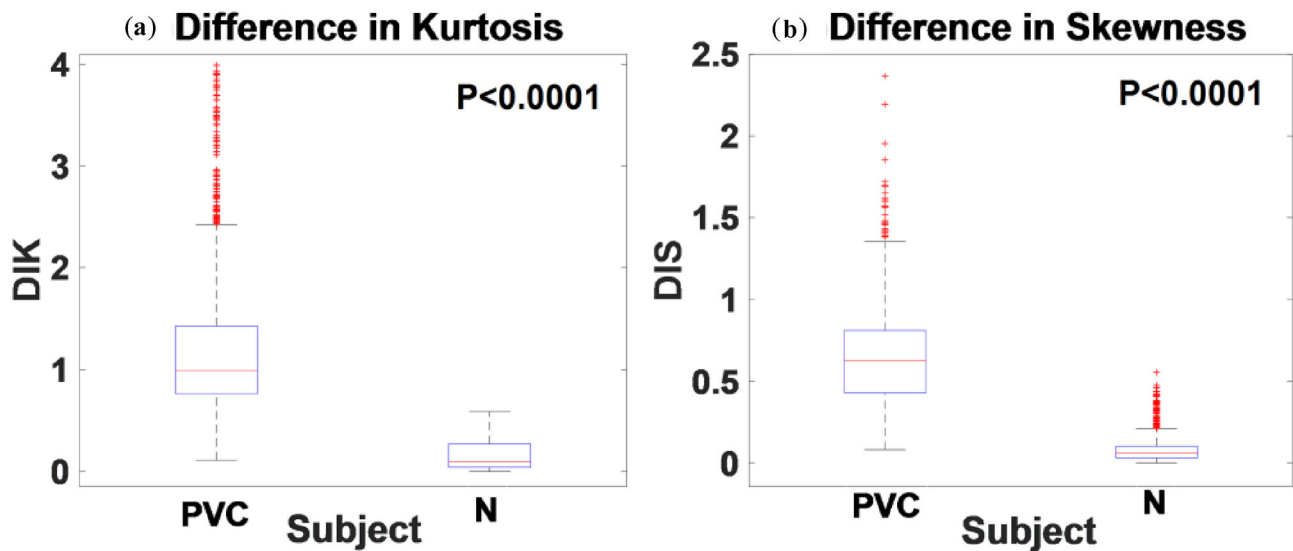 (a) Difference in Kurtosis
P<0.0001
4
3
2
1
0
DIK
PVC
N
Subject
(b) Difference in Skewness
P<0.0001
2.5
2
1.5
1
0.5
0
DIS
PVC
N
Subject